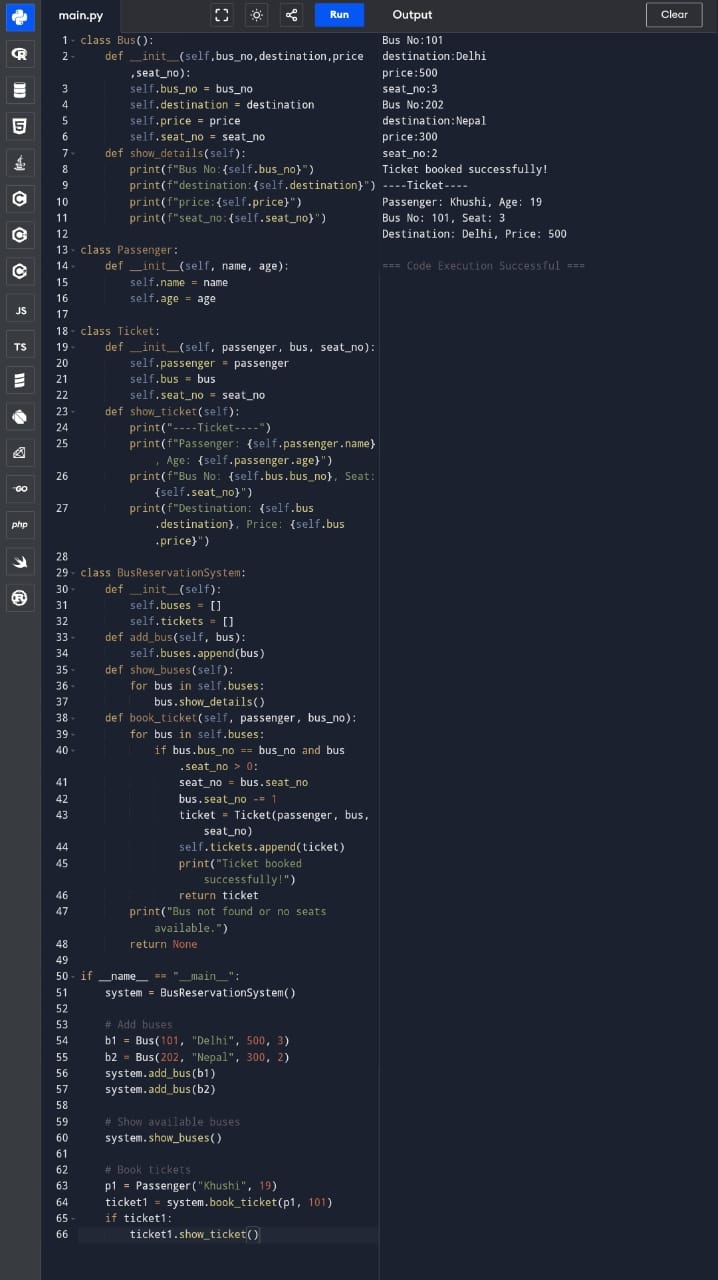 main.py
Run
Output
Clear
1 class Bus():
2 def __init__(self,bus_no,destination,price
,seat_no):
3 self.bus_no = bus_no
4 self.destination = destination
5 self.price = price
6 self.seat_no = seat_no
7 def show_details(self):
8 print(f"Bus No:{self.bus_no}")
9 print(f"destination:{self.destination}")
10 print(f"price:{self.price}")
11 print(f"seat_no:{self.seat_no}")
12
13 class Passenger:
14 def __init__(self, name, age):
15 self.name = name
16 self.age = age
17
18 class Ticket:
19 def __init__(self, passenger, bus, seat_no):
20 self.passenger = passenger
21 self.bus = bus
22 self.seat_no = seat_no
23 def show_ticket(self):
24 print("----Ticket----")
25 print(f"Passenger: {self.passenger.name}
, Age: {self.passenger.age}")
26 print(f"Bus No: {self.bus.bus_no}, Seat:
{self.seat_no}")
27 print(f"Destination: {self.bus
.destination}, Price: {self.bus
.price}")
28
29 class BusReservationSystem:
30 def __init__(self):
31 self.buses = []
32 self.tickets = []
33 def add_bus(self, bus):
34 self.buses.append(bus)
35 def show_buses(self):
36 for bus in self.buses:
37 bus.show_details()
38 def book_ticket(self, passenger, bus_no):
39 for bus in self.buses:
40 if bus.bus_no == bus_no and bus
.seat_no > 0:
41 seat_no = bus.seat_no
42 bus.seat_no -= 1
43 ticket = Ticket(passenger, bus,
seat_no)
44 self.tickets.append(ticket)
45 print("Ticket booked
successfully!")
46 return ticket
47 print("Bus not found or no seats
available.")
48 return None
49
50 if __name__ == "__main__":
51 system = BusReservationSystem()
52
53 # Add buses
54 b1 = Bus(101, "Delhi", 500, 3)
55 b2 = Bus(202, "Nepal", 300, 2)
56 system.add_bus(b1)
57 system.add_bus(b2)
58
59 # Show available buses
60 system.show_buses()
61
62 # Book tickets
63 p1 = Passenger("Khushi", 19)
64 ticket1 = system.book_ticket(p1, 101)
65 if ticket1:
66 ticket1.show_ticket()
Bus No:101
destination:Delhi
price:500
seat_no:3
Bus No:202
destination:Nepal
price:300
seat_no:2
Ticket booked successfully!
----Ticket----
Passenger: Khushi, Age: 19
Bus No: 101, Seat: 3
Destination: Delhi, Price: 500
=== Code Execution Successful ===
JS
TS
GO
php